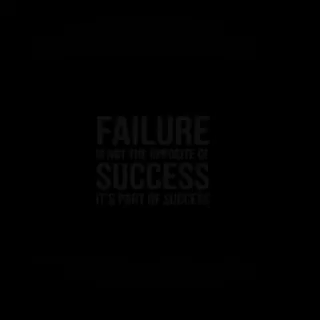 FAILURE
IS NOT THE OPPOSITE OF
SUCCESS
IT'S PART OF SUCCESS